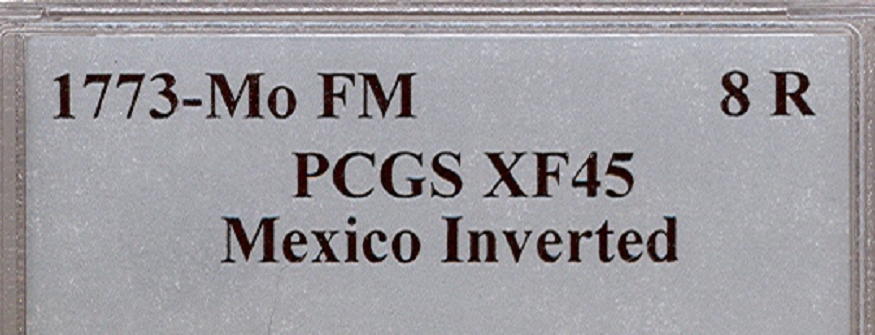 1773-Mo FM 8 R
PCGS XF45
Mexico Inverted